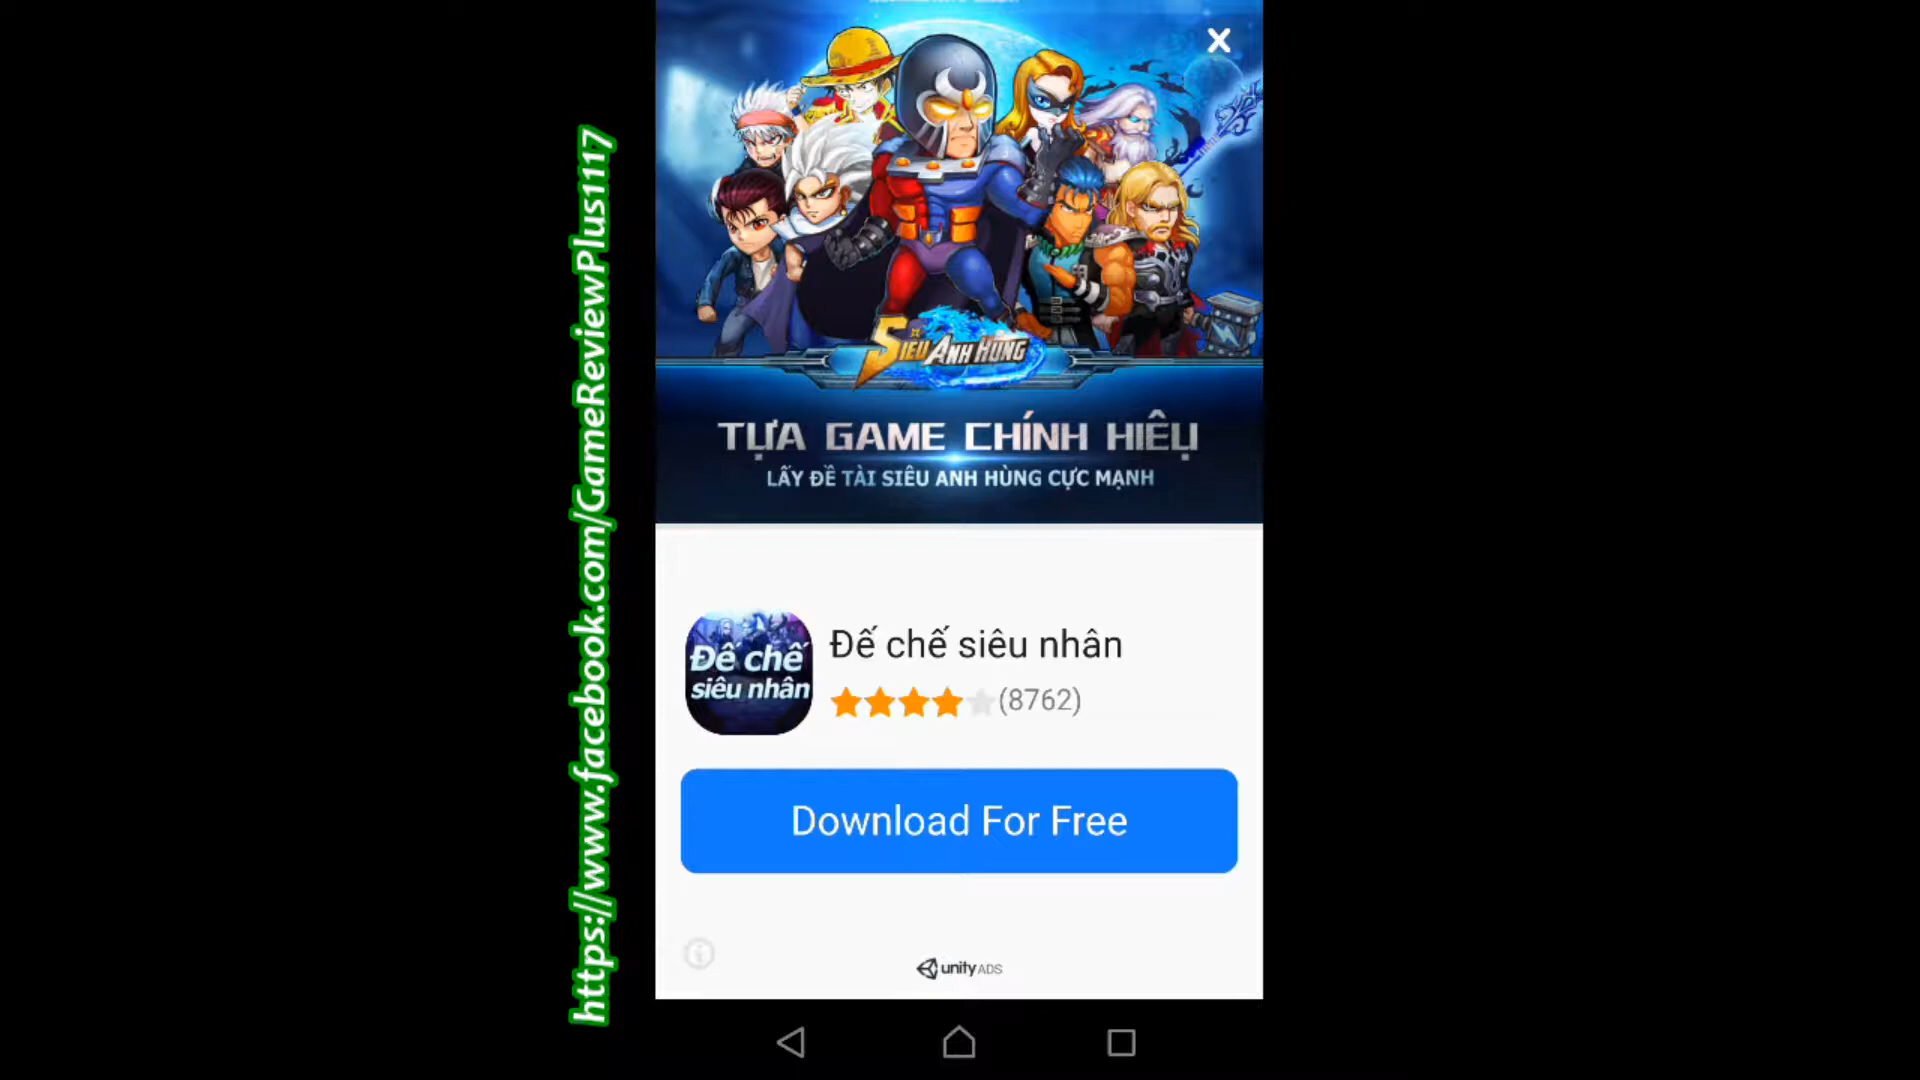 https://www.facebook.com/GameReviewPlus1117
SIÊU ANH HÙNG
TỰA GAME CHÍNH HIỆU
LẤY ĐỀ TÀI SIÊU ANH HÙNG CỰC MẠNH
Đế chế
siêu nhân
Đế chế siêu nhân
(8762)
Download For Free
unity ADS